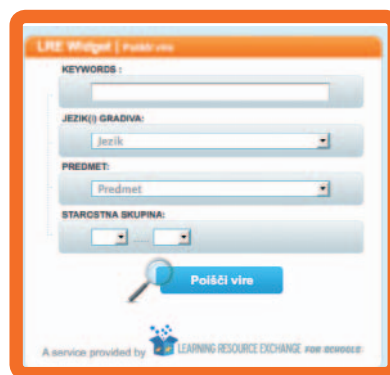 LRE Widget | Poišči vire
KEYWORDS :
JEZIK(I) GRADIVA:
Jezik
PREDMET:
Predmet
STAROSTNA SKUPINA:
Poišči vire
A service provided by LEARNING RESOURCE EXCHANGE FOR SCHOOLS